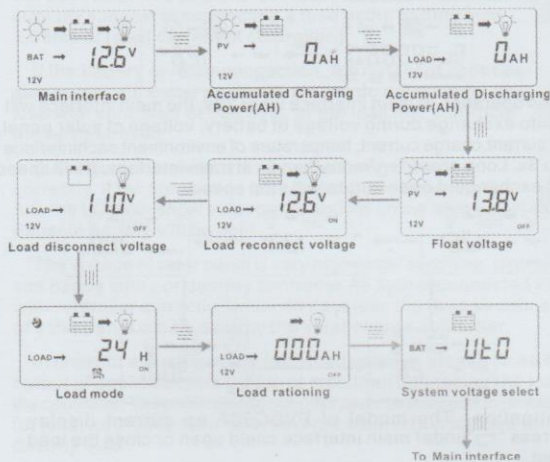 BAT → 12.6V
12V
Main interface
PV → 0AH
12V
Accumulated Charging
Power(AH)
LOAD→ 0AH
12V
Accumulated Discharging
Power(AH)
LOAD→ 11.0V
12V OFF
Load disconnect voltage
LOAD→ 12.6V
12V ON
Load reconnect voltage
PV → 13.8V
12V OFF
Float voltage
LOAD→ 24 H
ON
Load mode
LOAD→ 000AH
12V OFF
Load rationing
BAT → Ut0
System voltage select
To Main interface